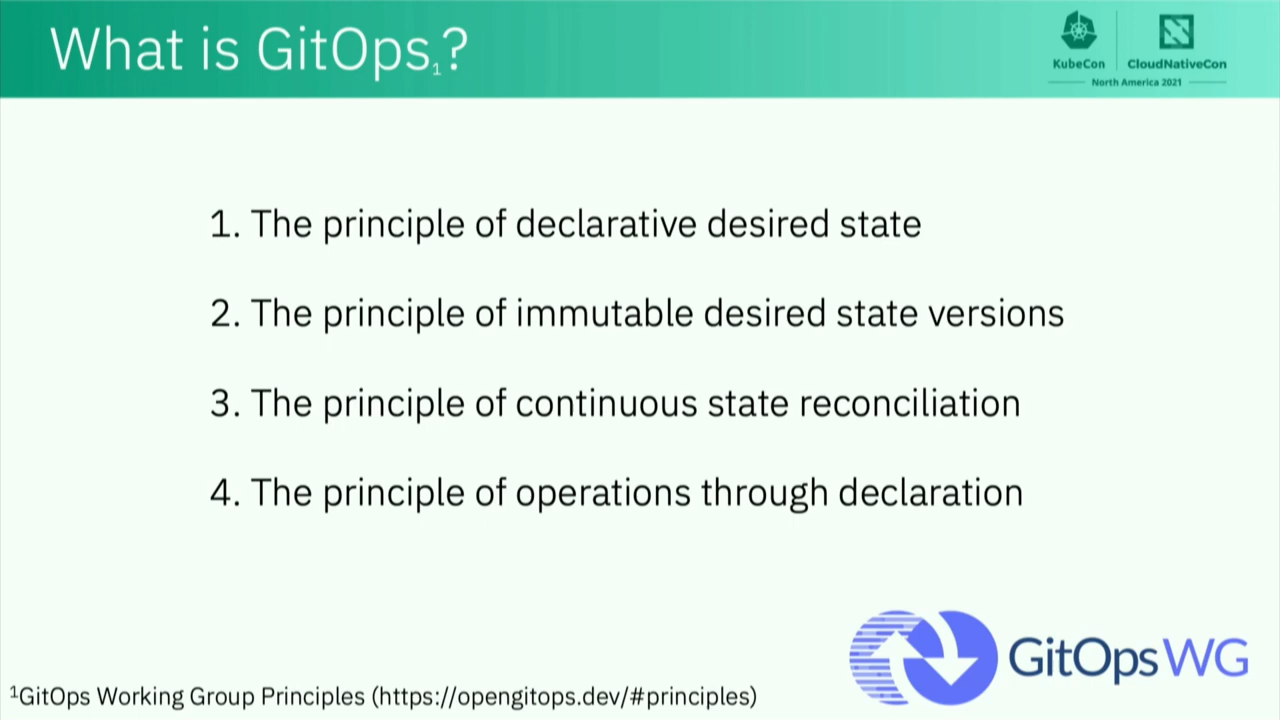 What is GitOps₁?
KubeCon
CloudNativeCon
North America 2021
1. The principle of declarative desired state
2. The principle of immutable desired state versions
3. The principle of continuous state reconciliation
4. The principle of operations through declaration
GitOps WG
¹GitOps Working Group Principles (https://opengitops.dev/#principles)